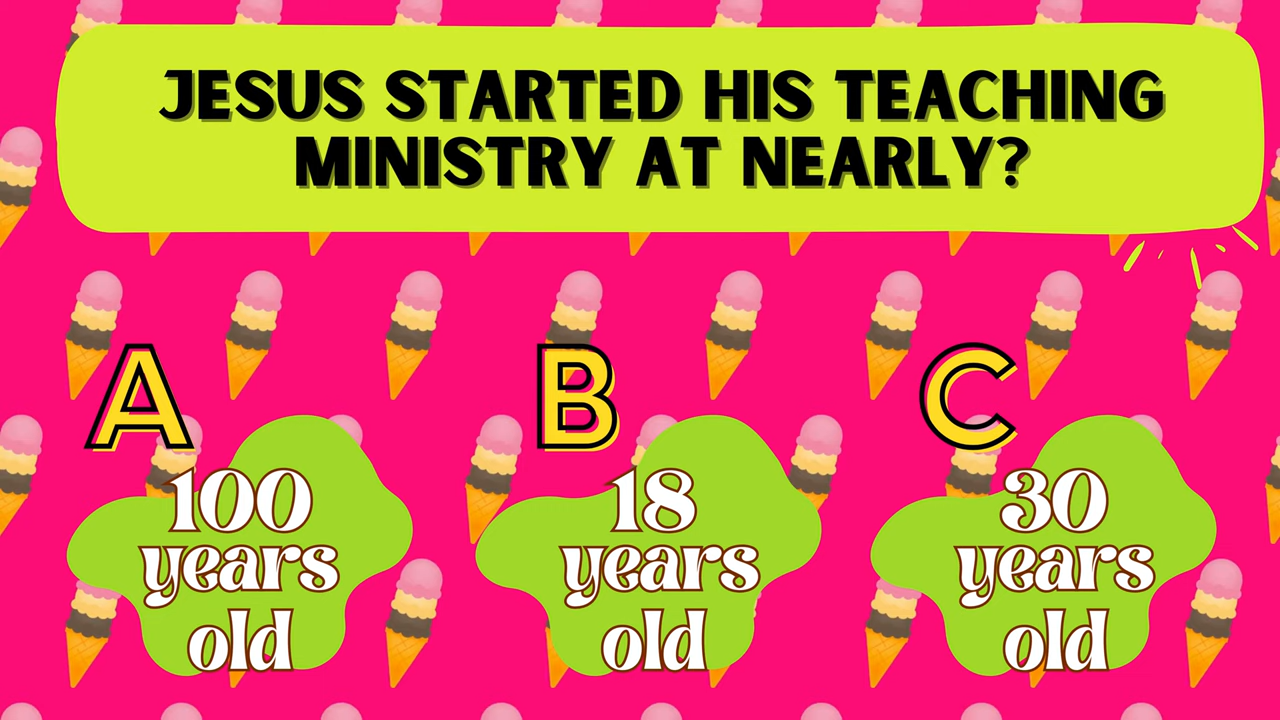 JESUS STARTED HIS TEACHING
MINISTRY AT NEARLY?
A
100
years
old
B
18
years
old
C
30
years
old